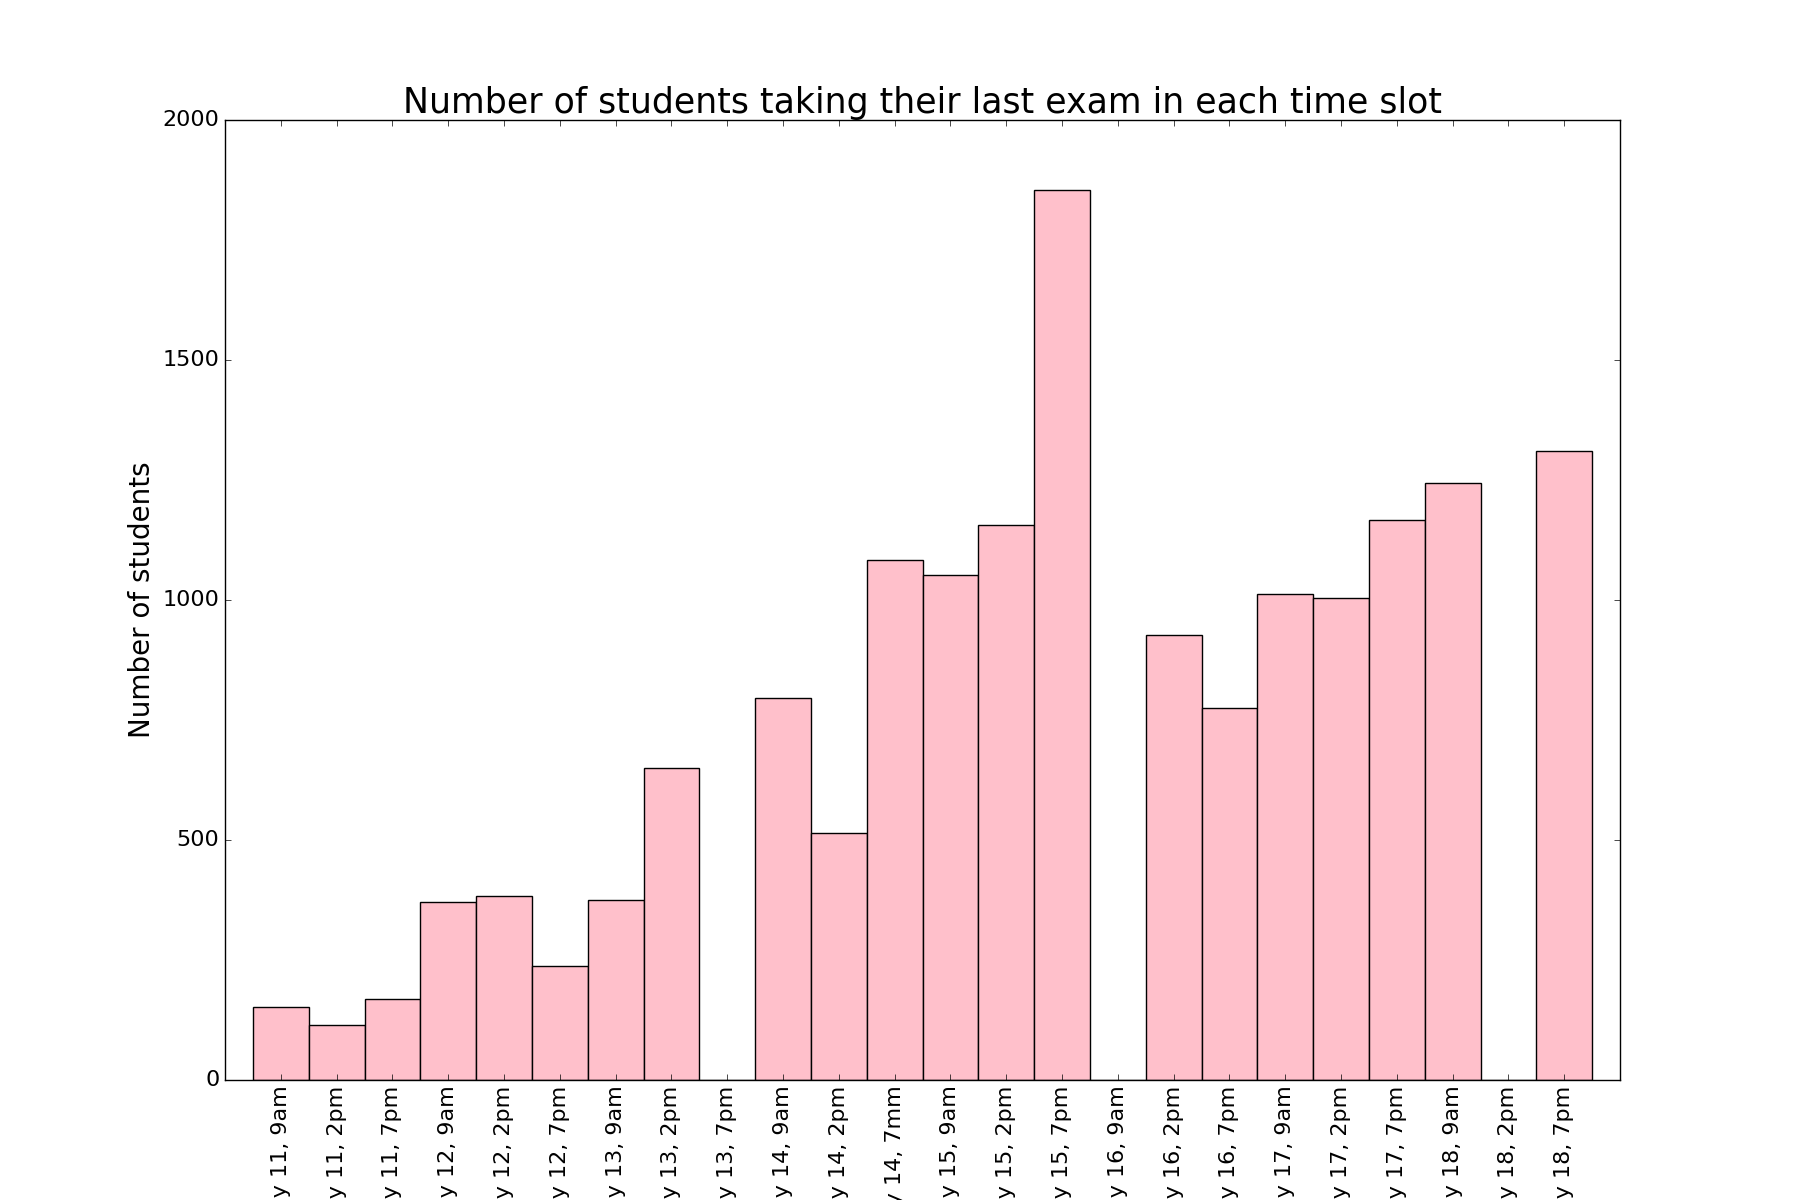 Number of students taking their last exam in each time slot
2000
1500
1000
500
0
Number of students
y 11, 9am
y 11, 2pm
y 11, 7pm
y 12, 9am
y 12, 2pm
y 12, 7pm
y 13, 9am
y 13, 2pm
y 13, 7pm
y 14, 9am
y 14, 2pm
y 14, 7mm
y 15, 9am
y 15, 2pm
y 15, 7pm
y 16, 9am
y 16, 2pm
y 16, 7pm
y 17, 9am
y 17, 2pm
y 17, 7pm
y 18, 9am
y 18, 2pm
y 18, 7pm